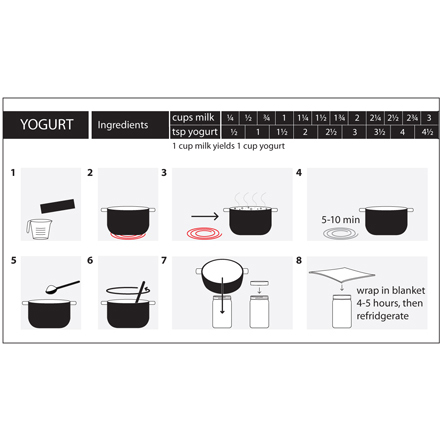 YOGURT
Ingredients
cups milk ¼ ½ ¾ 1 1¼ 1½ 1¾ 2 2¼ 2½ 2¾ 3
tsp yogurt ½ 1 1½ 2 2½ 3 3½ 4 4½
1 cup milk yields 1 cup yogurt
1 2 3 4
5-10 min
5 6 7 8
wrap in blanket
4-5 hours, then
refridgerate